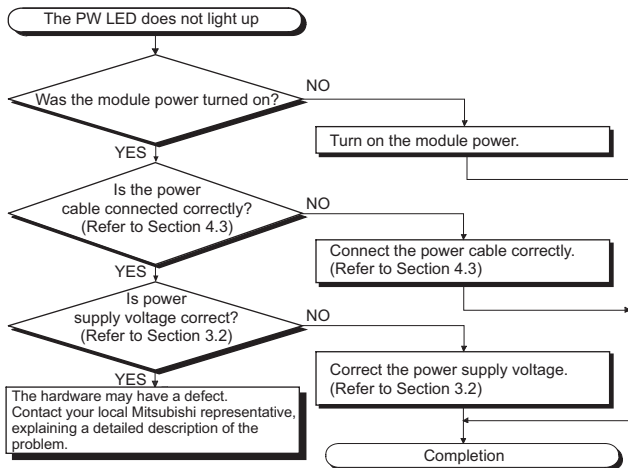 The PW LED does not light up
Was the module power turned on?
NO
Turn on the module power.
YES
Is the power
cable connected correctly?
(Refer to Section 4.3)
NO
Connect the power cable correctly.
(Refer to Section 4.3)
YES
Is power
supply voltage correct?
(Refer to Section 3.2)
NO
Correct the power supply voltage.
(Refer to Section 3.2)
YES
The hardware may have a defect.
Contact your local Mitsubishi representative,
explaining a detailed description of the
problem.
Completion